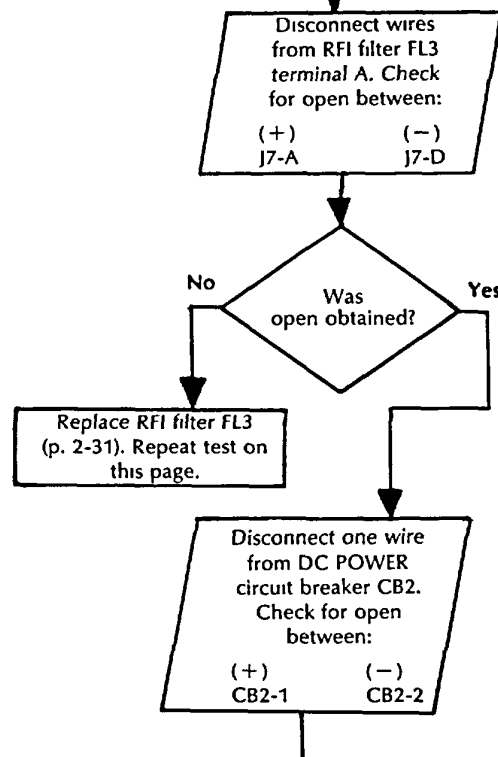 Disconnect wires
from RFI filter FL3
terminal A. Check
for open between:
(+) (−)
J7-A J7-D
No
Was
open obtained?
Yes
Replace RFI filter FL3
(p. 2-31). Repeat test on
this page.
Disconnect one wire
from DC POWER
circuit breaker CB2.
Check for open
between:
(+) (−)
CB2-1 CB2-2